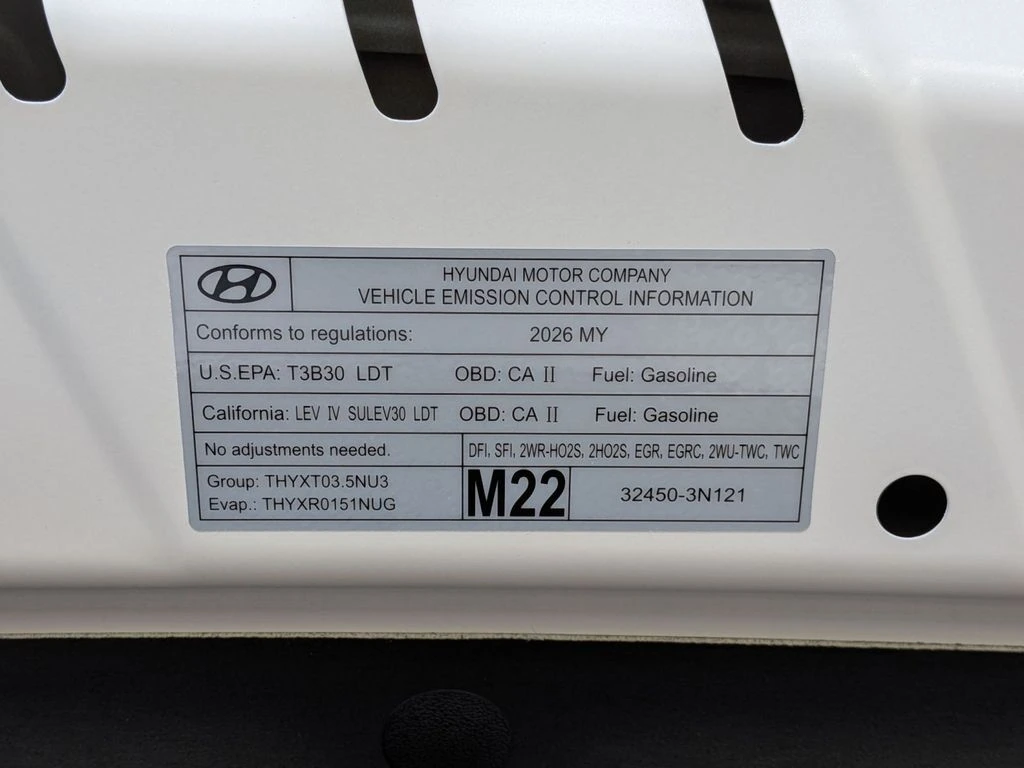 HYUNDAI MOTOR COMPANY
VEHICLE EMISSION CONTROL INFORMATION
Conforms to regulations: 2026 MY
U.S.EPA: T3B30 LDT OBD: CA II Fuel: Gasoline
California: LEV IV SULEV30 LDT OBD: CA II Fuel: Gasoline
No adjustments needed. DFI, SFI, 2WR-HO2S, 2HO2S, EGR, EGRC, 2WU-TWC, TWC
Group: THYXT03.5NU3
Evap.: THYXR0151NUG
M22
32450-3N121